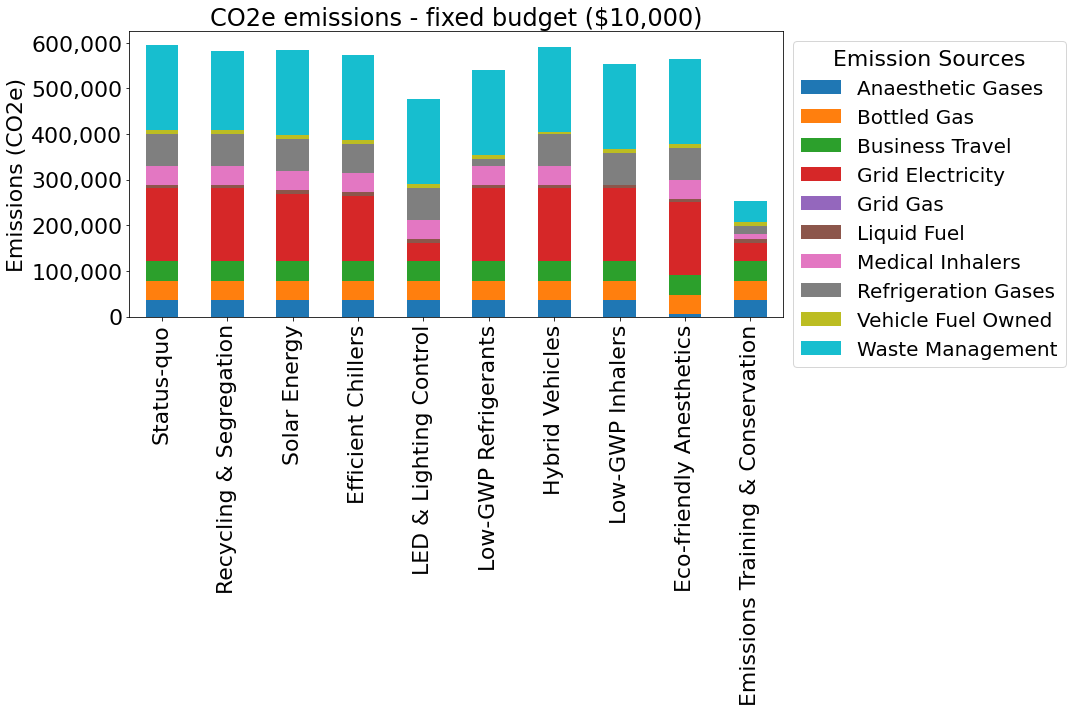 CO2e emissions - fixed budget ($10,000)
Emissions (CO2e)
600,000
500,000
400,000
300,000
200,000
100,000
0
Status-quo
Recycling & Segregation
Solar Energy
Efficient Chillers
LED & Lighting Control
Low-GWP Refrigerants
Hybrid Vehicles
Low-GWP Inhalers
Eco-friendly Anesthetics
Emissions Training & Conservation
Emission Sources
Anaesthetic Gases
Bottled Gas
Business Travel
Grid Electricity
Grid Gas
Liquid Fuel
Medical Inhalers
Refrigeration Gases
Vehicle Fuel Owned
Waste Management